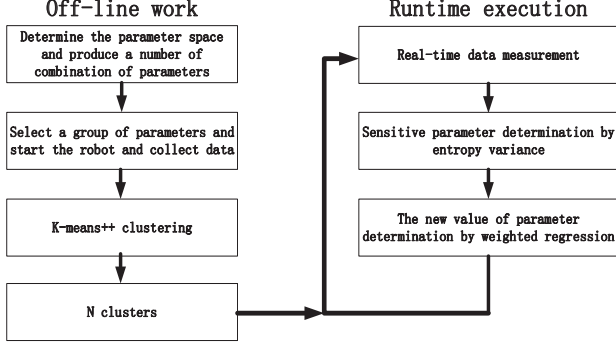 Off-line work
Determine the parameter space
and produce a number of
combination of parameters
Select a group of parameters and
start the robot and collect data
K-means++ clustering
N clusters
Runtime execution
Real-time data measurement
Sensitive parameter determination by
entropy variance
The new value of parameter
determination by weighted regression